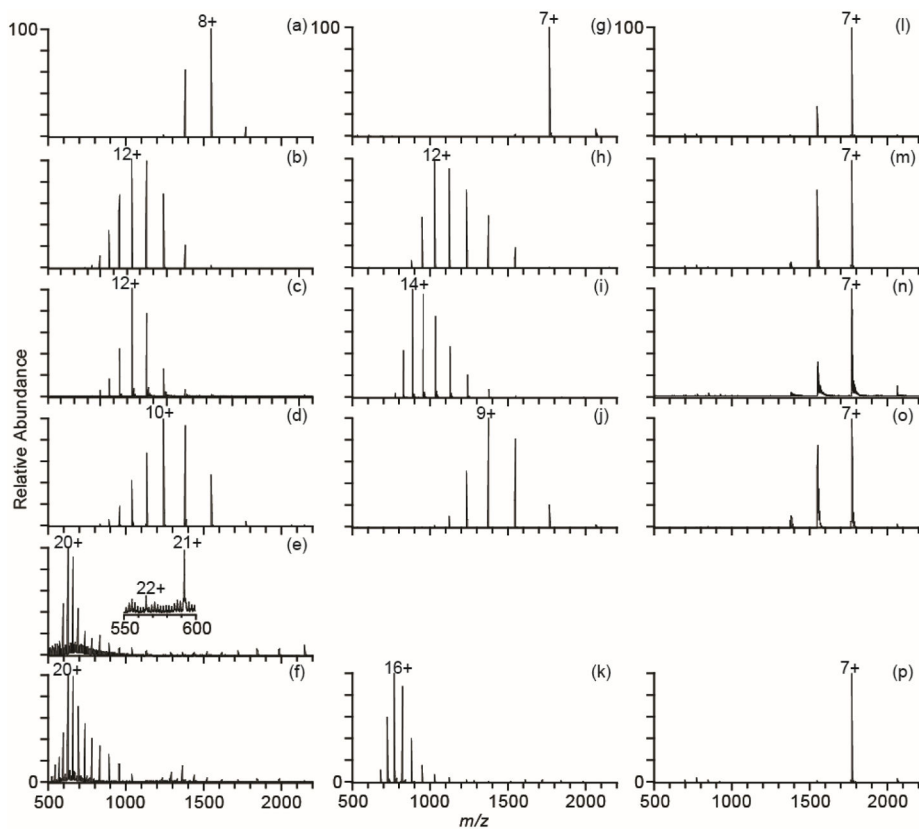 100 8+ (a) 7+ (g) 100 7+ (l)
0
12+ (b) 12+ (h) 7+ (m)
12+ (c) 14+ (i) 7+ (n)
10+ (d) 9+ (j) 7+ (o)
Relative Abundance
20+ 21+ (e)
22+
550 600
20+ (f) 16+ (k) 7+ (p)
0 0
500 1000 1500 2000 500 1000 1500 2000 500 1000 1500 2000
m/z